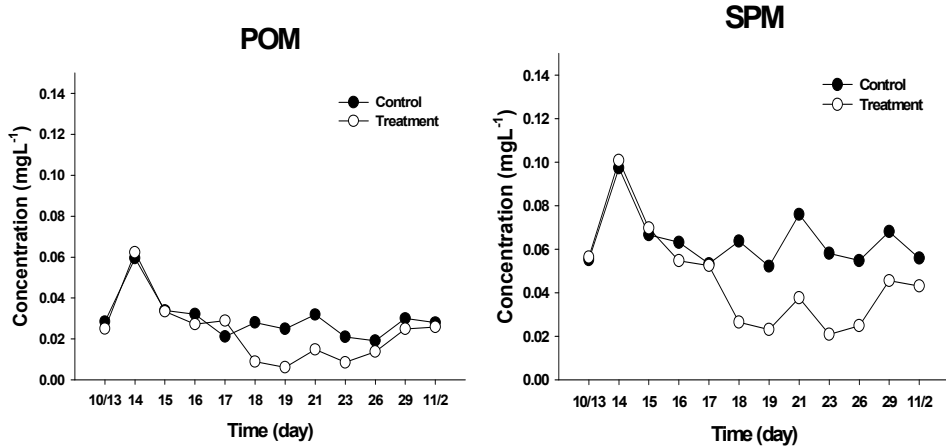 POM
Concentration (mgL-1)
0.14
0.12
0.10
0.08
0.06
0.04
0.02
0.00
Control
Treatment
10/13 14 15 16 17 18 19 21 23 26 29 11/2
Time (day)
SPM
Concentration (mgL-1)
0.14
0.12
0.10
0.08
0.06
0.04
0.02
0.00
Control
Treatment
10/13 14 15 16 17 18 19 21 23 26 29 11/2
Time (day)